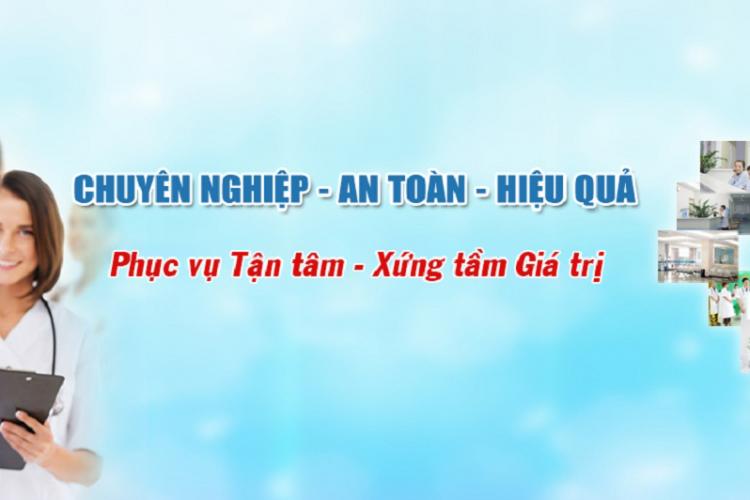 CHUYÊN NGHIỆP - AN TOÀN - HIỆU QUẢ
Phục vụ Tận tâm - Xứng tầm Giá trị